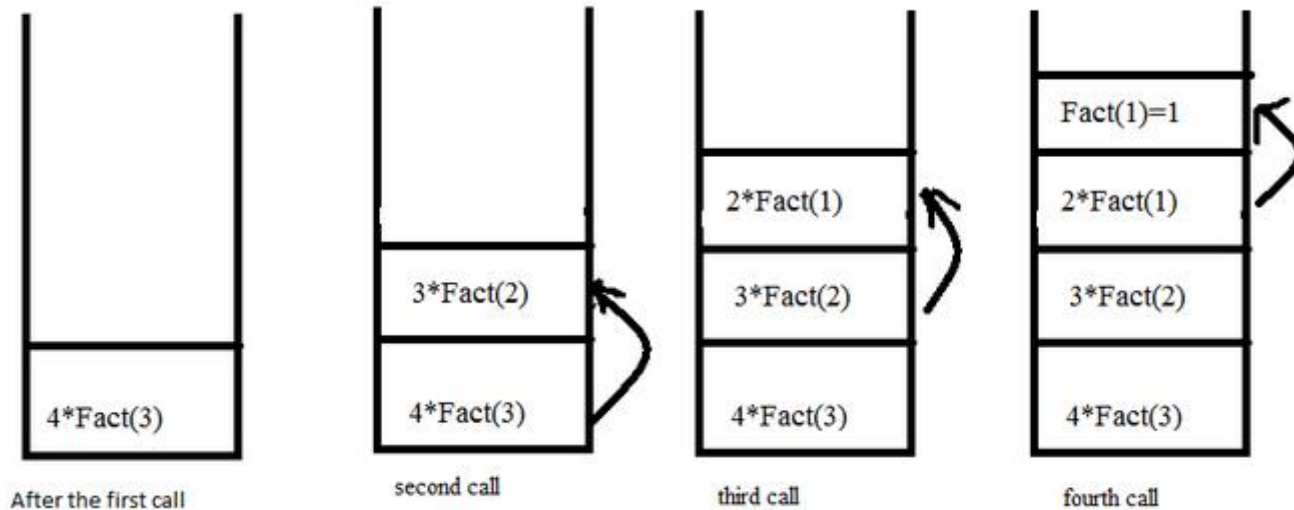 4*Fact(3)
After the first call
3*Fact(2)
4*Fact(3)
second call
2*Fact(1)
3*Fact(2)
4*Fact(3)
third call
Fact(1)=1
2*Fact(1)
3*Fact(2)
4*Fact(3)
fourth call